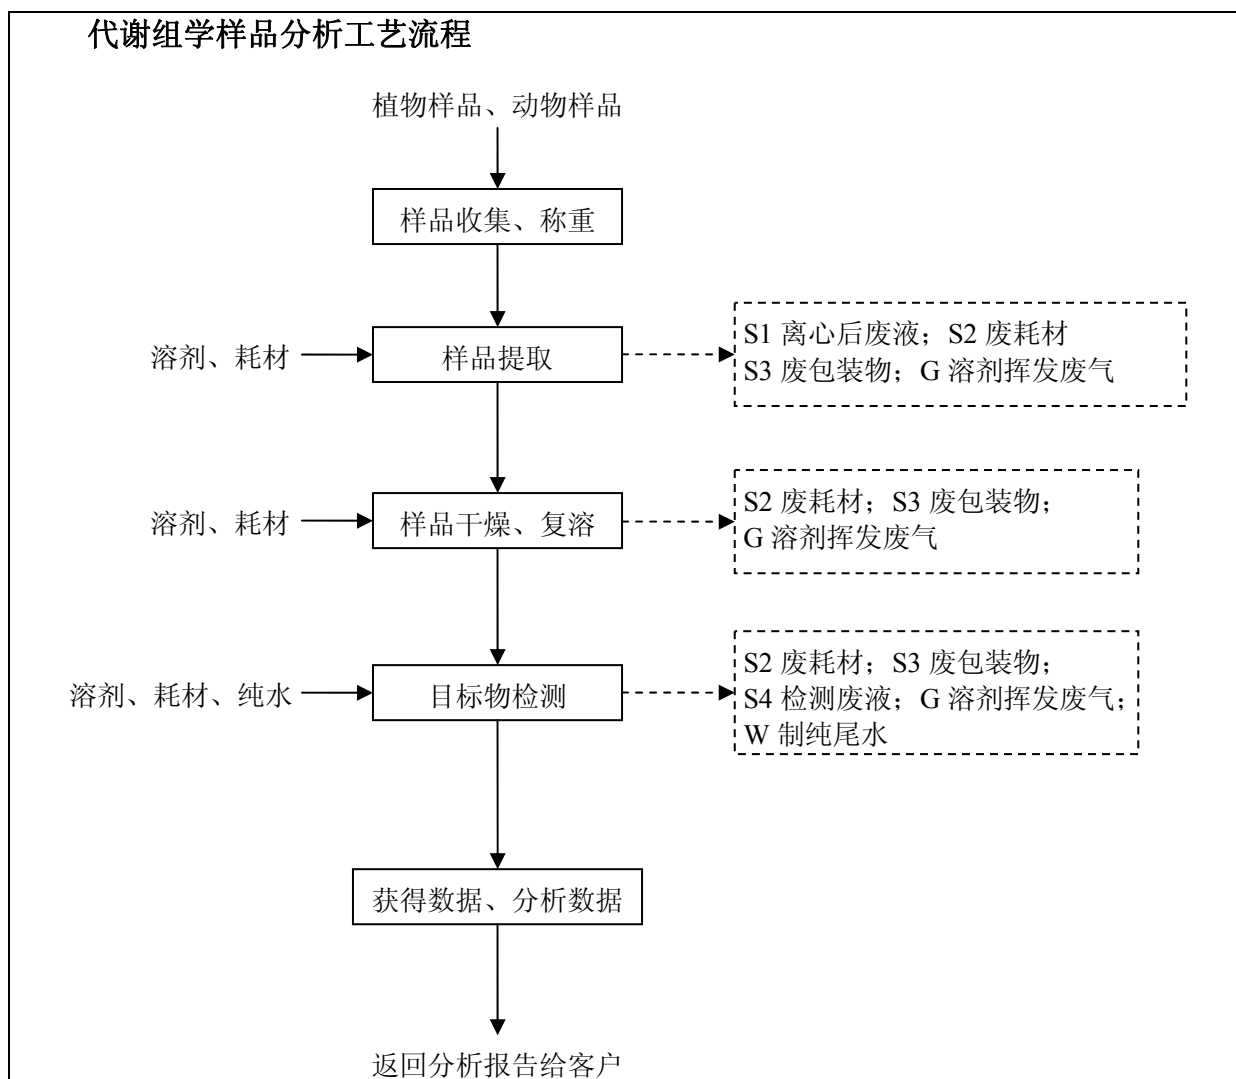 代谢组学样品分析工艺流程
植物样品、动物样品
样品收集、称重
溶剂、耗材
样品提取
S1 离心后废液；S2 废耗材
S3 废包装物；G 溶剂挥发废气
溶剂、耗材
样品干燥、复溶
S2 废耗材；S3 废包装物；
G 溶剂挥发废气
溶剂、耗材、纯水
目标物检测
S2 废耗材；S3 废包装物；
S4 检测废液；G 溶剂挥发废气；
W 制纯尾水
获得数据、分析数据
返回分析报告给客户